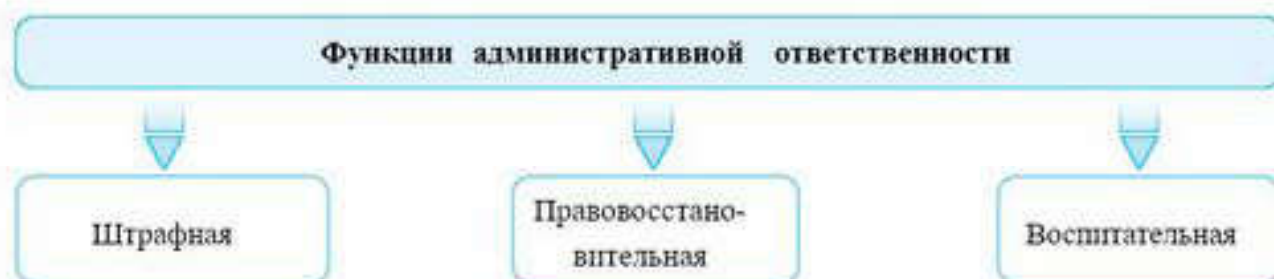 Функции административной ответственности
Штрафная
Правовосстано-
вительная
Воспитательная